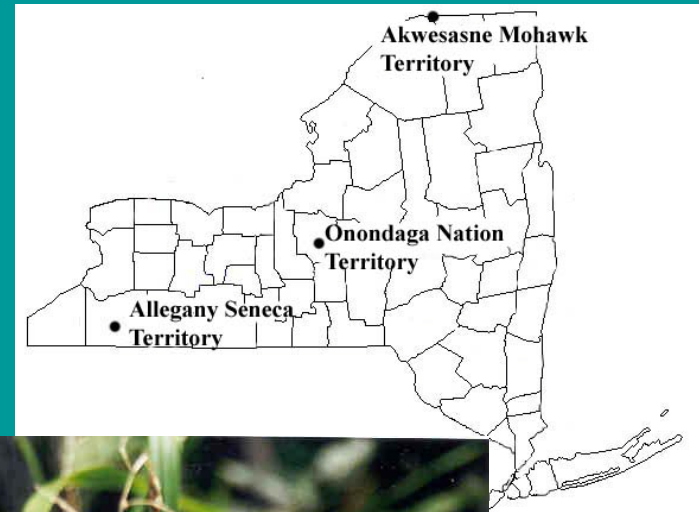 Akwesasne Mohawk
Territory
Onondaga Nation
Territory
Allegany Seneca
Territory